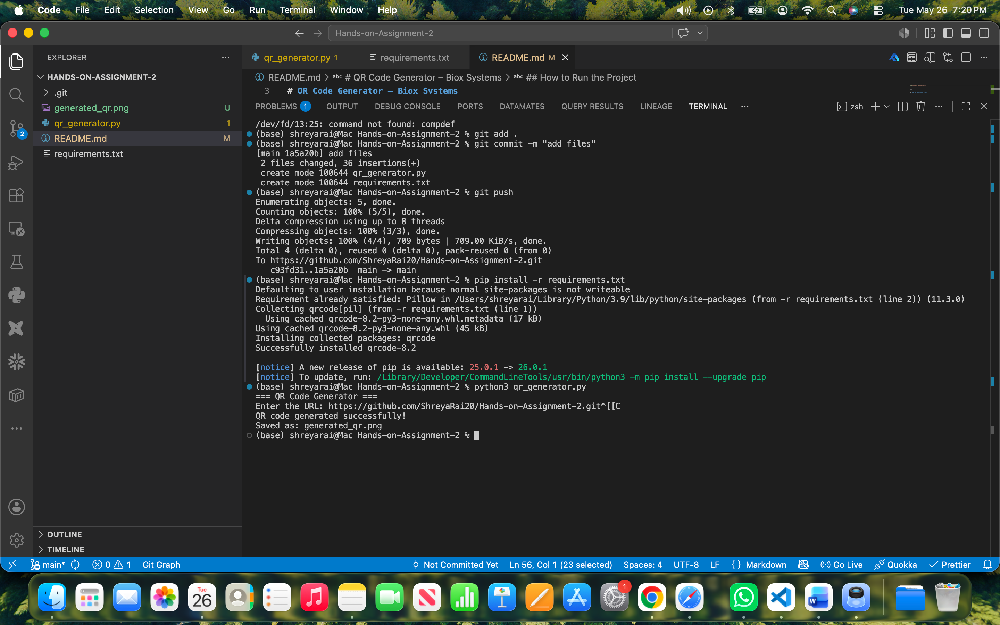 Code File Edit Selection View Go Run Terminal Window Help Tue May 26 7:20 PM
Hands-on-Assignment-2
EXPLORER
HANDS-ON-ASSIGNMENT-2
.git
generated_qr.png U
qr_generator.py 1
README.md M
requirements.txt
OUTLINE
TIMELINE
2
qr_generator.py 1 requirements.txt README.md M
README.md > abc # QR Code Generator – Biox Systems > abc ## How to Run the Project
3 # QR Code Generator – Biox Systems
PROBLEMS 1 OUTPUT DEBUG CONSOLE PORTS DATAMATES QUERY RESULTS LINEAGE TERMINAL zsh
/dev/fd/13:25: command not found: compdef
(base) shreyarai@Mac Hands-on-Assignment-2 % git add .
(base) shreyarai@Mac Hands-on-Assignment-2 % git commit -m "add files"
[main 1a5a20b] add files
2 files changed, 36 insertions(+)
create mode 100644 qr_generator.py
create mode 100644 requirements.txt
(base) shreyarai@Mac Hands-on-Assignment-2 % git push
Enumerating objects: 5, done.
Counting objects: 100% (5/5), done.
Delta compression using up to 8 threads
Compressing objects: 100% (3/3), done.
Writing objects: 100% (4/4), 709 bytes | 709.00 KiB/s, done.
Total 4 (delta 0), reused 0 (delta 0), pack-reused 0 (from 0)
To https://github.com/ShreyaRai20/Hands-on-Assignment-2.git
c93fd31..1a5a20b main -> main
(base) shreyarai@Mac Hands-on-Assignment-2 % pip install -r requirements.txt
Defaulting to user installation because normal site-packages is not writeable
Requirement already satisfied: Pillow in /Users/shreyarai/Library/Python/3.9/lib/python/site-packages (from -r requirements.txt (line 2)) (11.3.0)
Collecting qrcode[pil] (from -r requirements.txt (line 1))
Using cached qrcode-8.2-py3-none-any.whl.metadata (17 kB)
Using cached qrcode-8.2-py3-none-any.whl (45 kB)
Installing collected packages: qrcode
Successfully installed qrcode-8.2
[notice] A new release of pip is available: 25.0.1 -> 26.0.1
[notice] To update, run: /Library/Developer/CommandLineTools/usr/bin/python3 -m pip install --upgrade pip
(base) shreyarai@Mac Hands-on-Assignment-2 % python3 qr_generator.py
=== QR Code Generator ===
Enter the URL: https://github.com/ShreyaRai20/Hands-on-Assignment-2.git^[[C
QR code generated successfully!
Saved as: generated_qr.png
(base) shreyarai@Mac Hands-on-Assignment-2 %
main* 0 1 Git Graph Not Committed Yet Ln 56, Col 1 (23 selected) Spaces: 4 UTF-8 LF { } Markdown Go Live Quokka Prettier
Tue
26
1
W